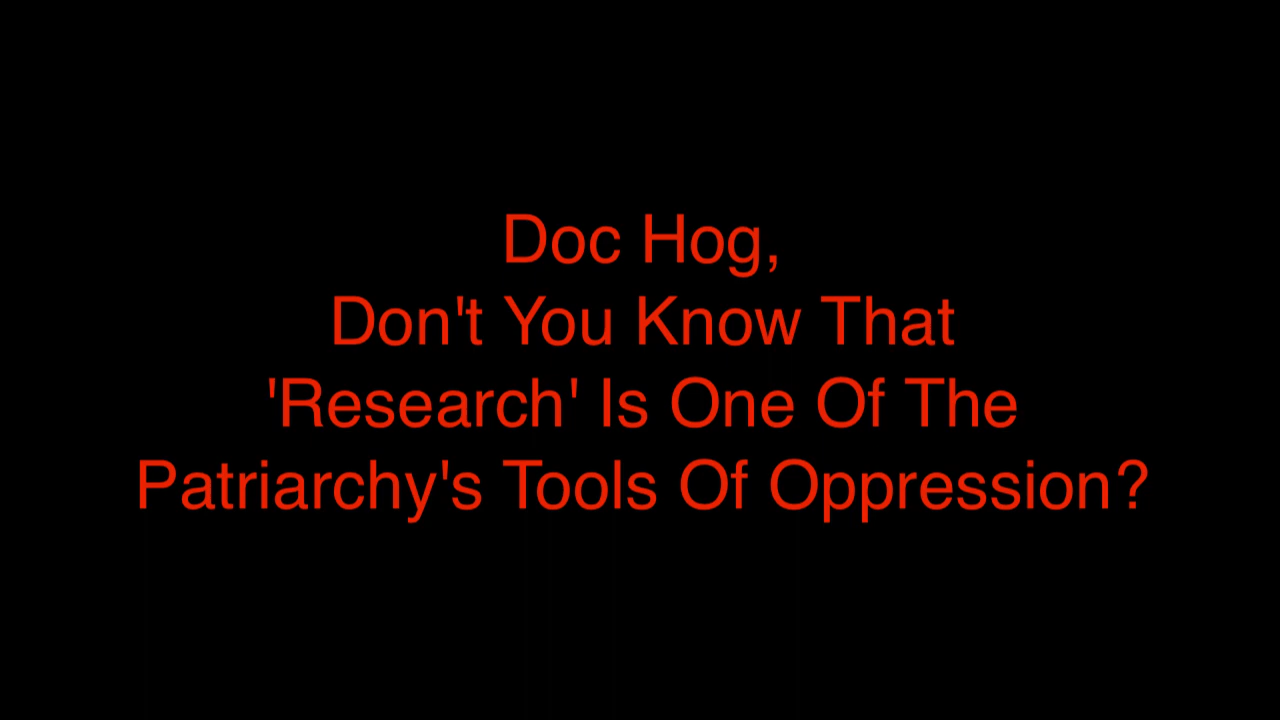 Doc Hog,
Don't You Know That
'Research' Is One Of The
Patriarchy's Tools Of Oppression?